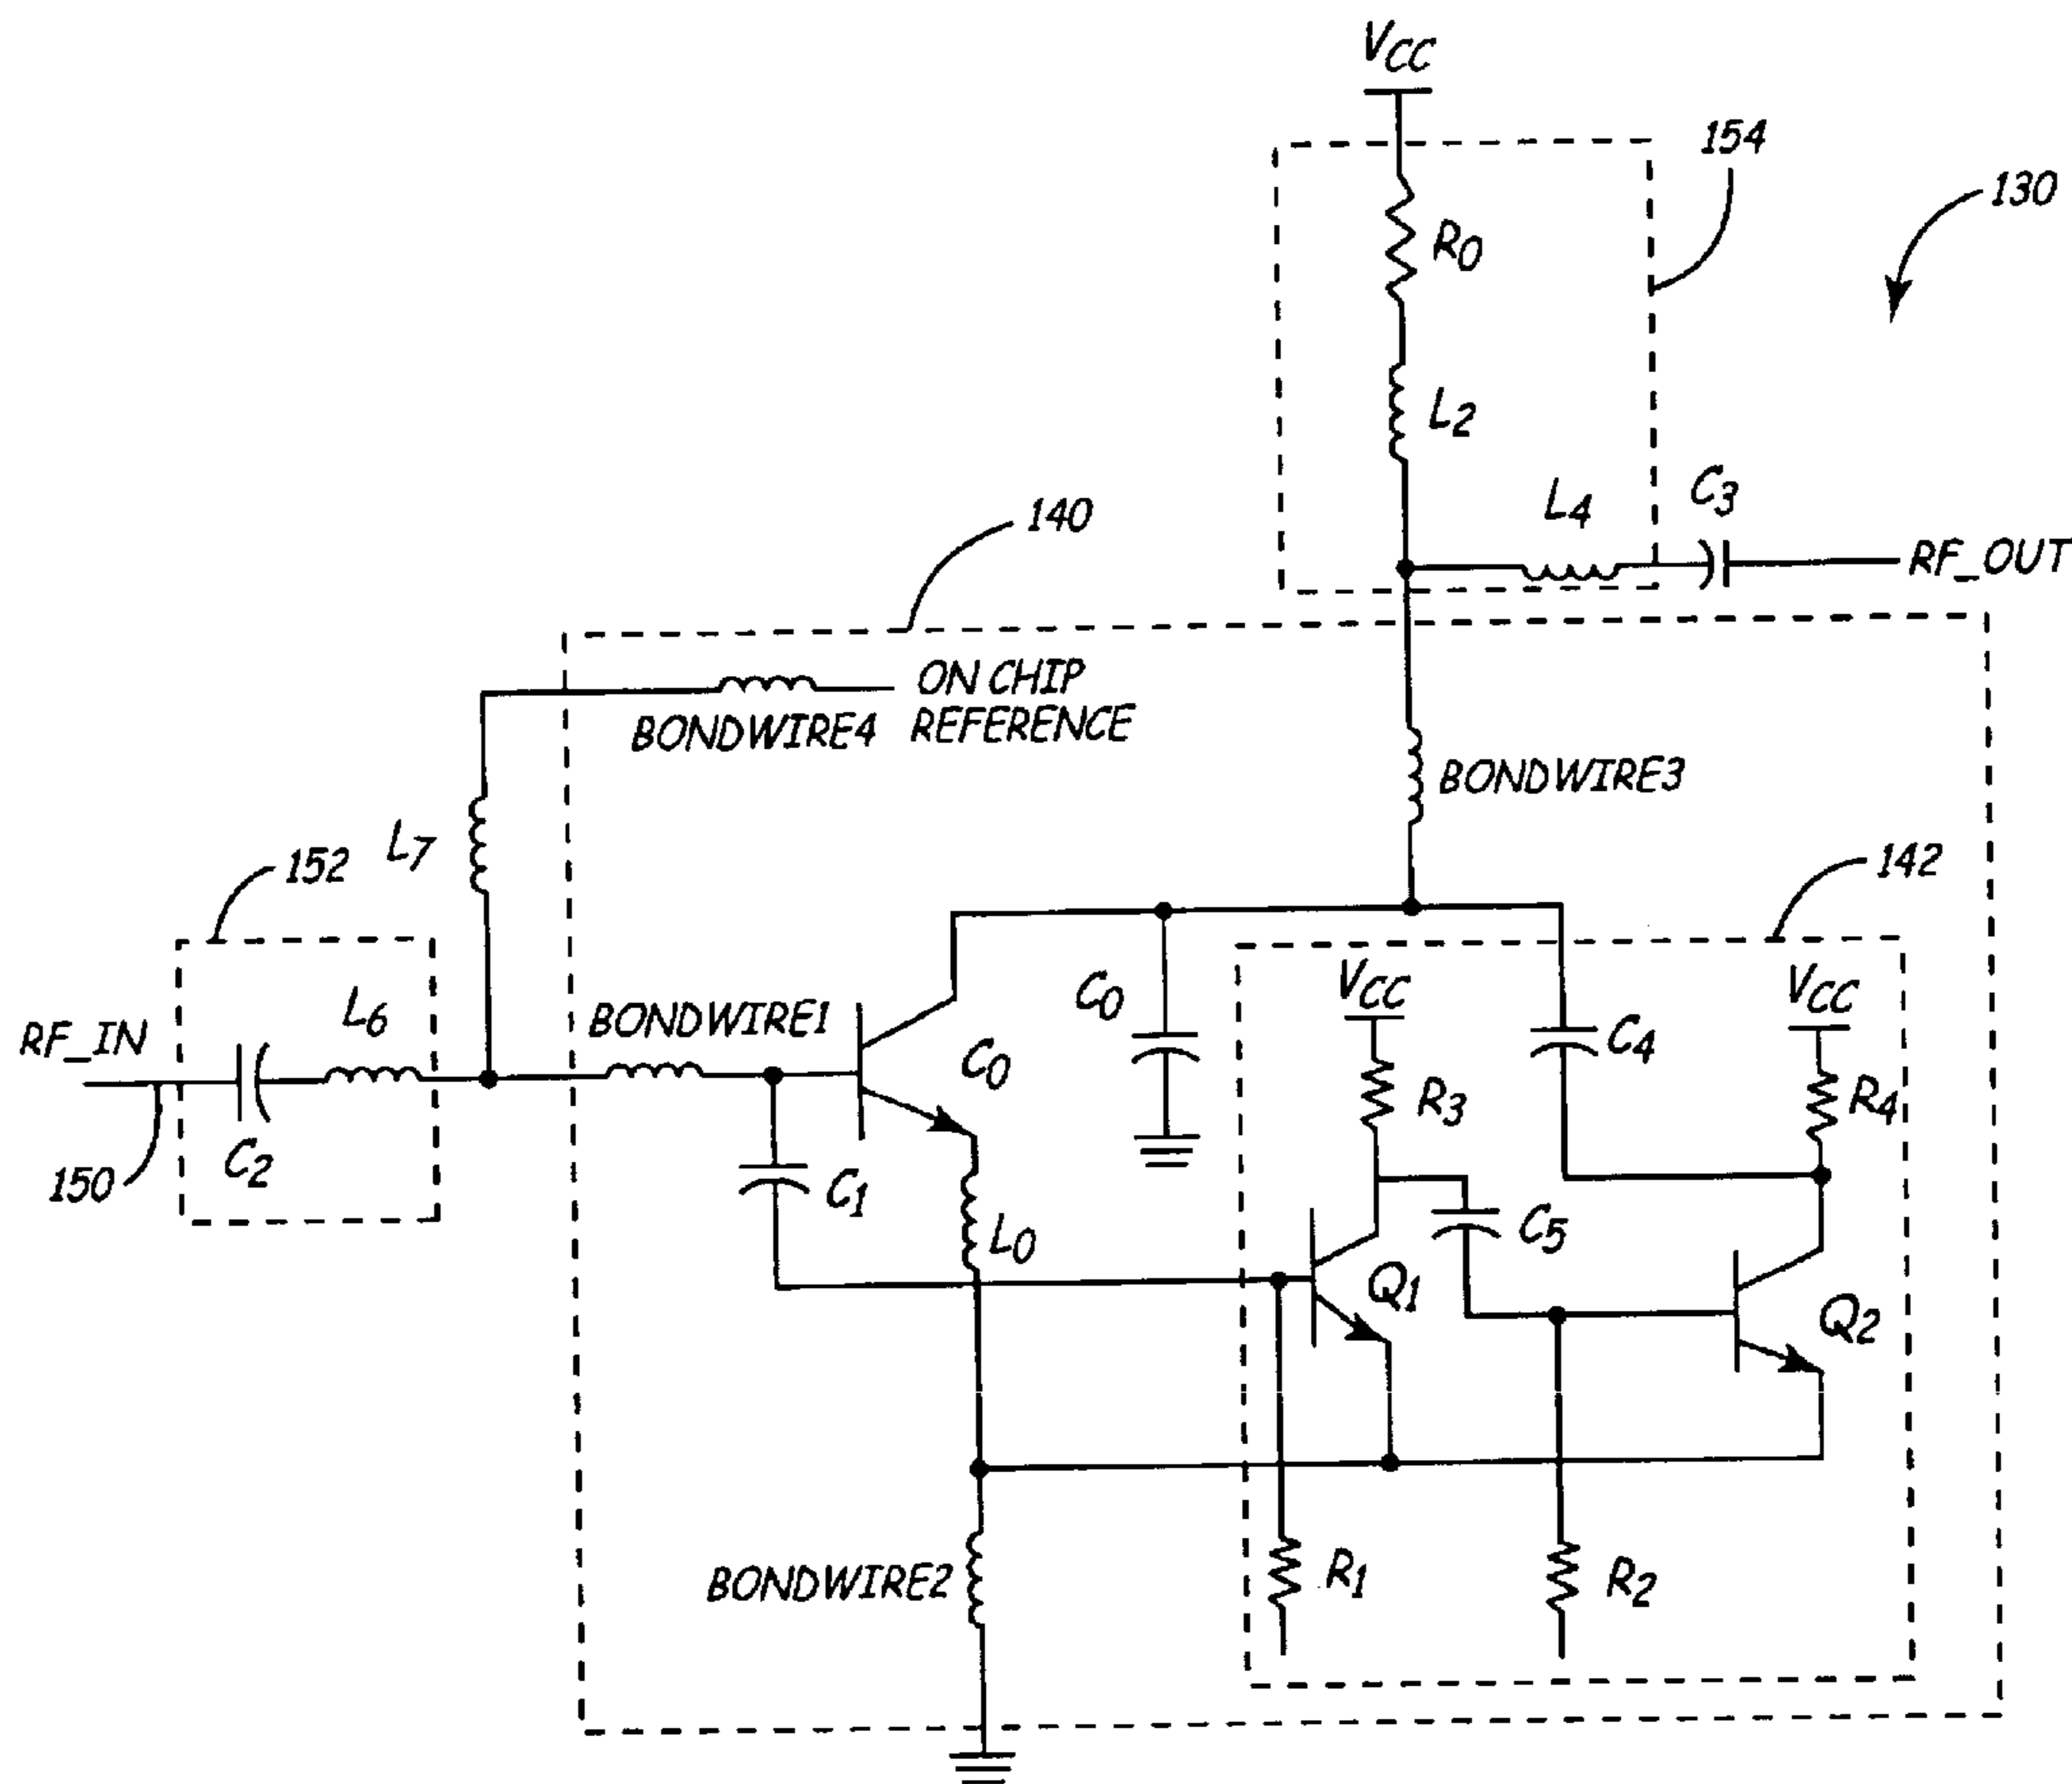 VCC
154
130
R0
L2
C3
L4
RF_OUT
140
ON CHIP
REFERENCE
BONDWIRE4
BONDWIRE3
L7
152
142
VCC
VCC
C0
C4
BONDWIRE1
L6
RF_IN
C0
R3
R4
C2
150
C1
C5
L0
Q1
Q2
BONDWIRE2
R1
R2